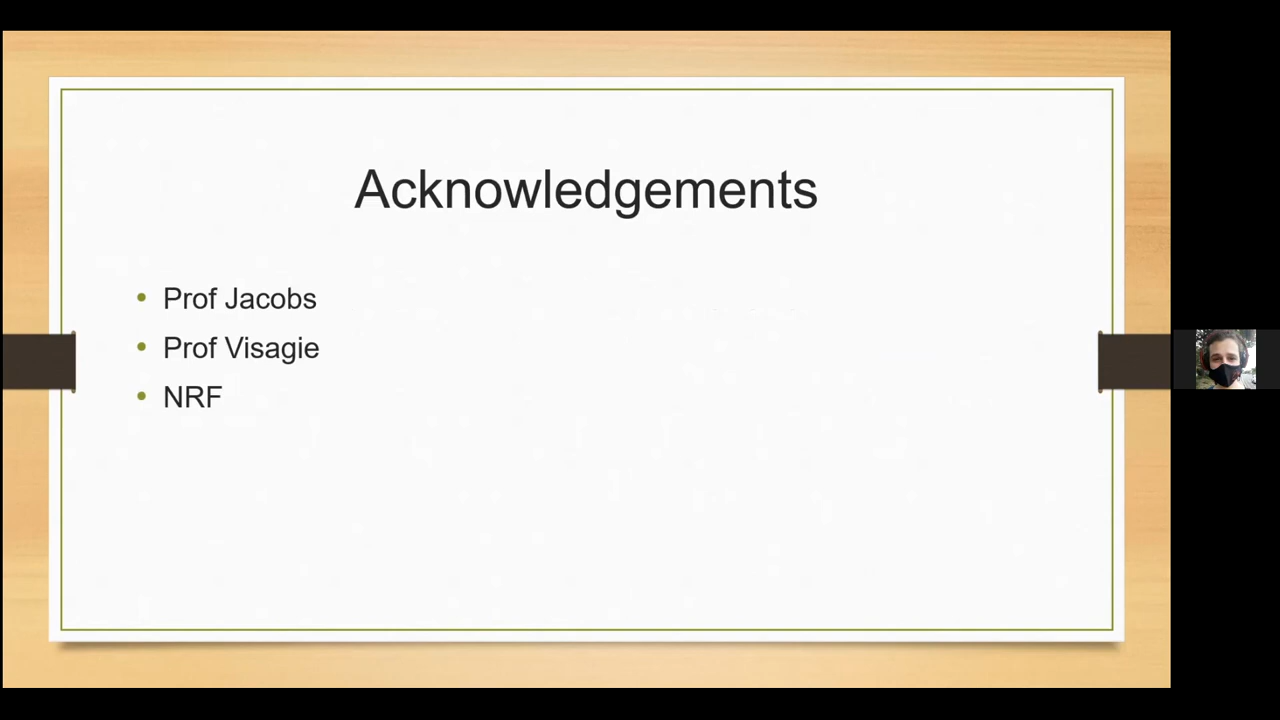 Acknowledgements
• Prof Jacobs
• Prof Visagie
• NRF